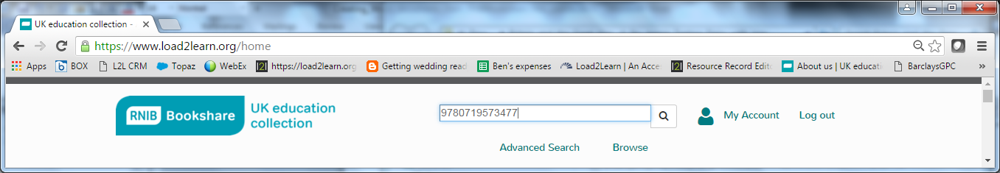 UK education collection -
https://www.load2learn.org/home
Apps BOX L2L CRM Topaz WebEx https://load2learn.org Getting wedding read Ben's expenses Load2Learn | An Acce Resource Record Edit About us | UK educati BarclaysGPC »
RNIB Bookshare UK education
collection
9780719573477
My Account Log out
Advanced Search Browse